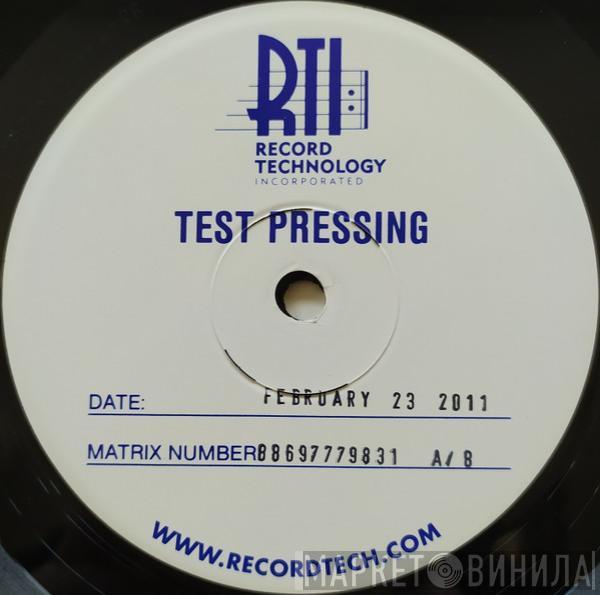 RTI
RECORD
TECHNOLOGY
INCORPORATED
TEST PRESSING
DATE: FEBRUARY 23 2011
MATRIX NUMBER: 88697779831 A/B
WWW.RECORDTECH.COM
МАРКЕТ ВИНИЛА